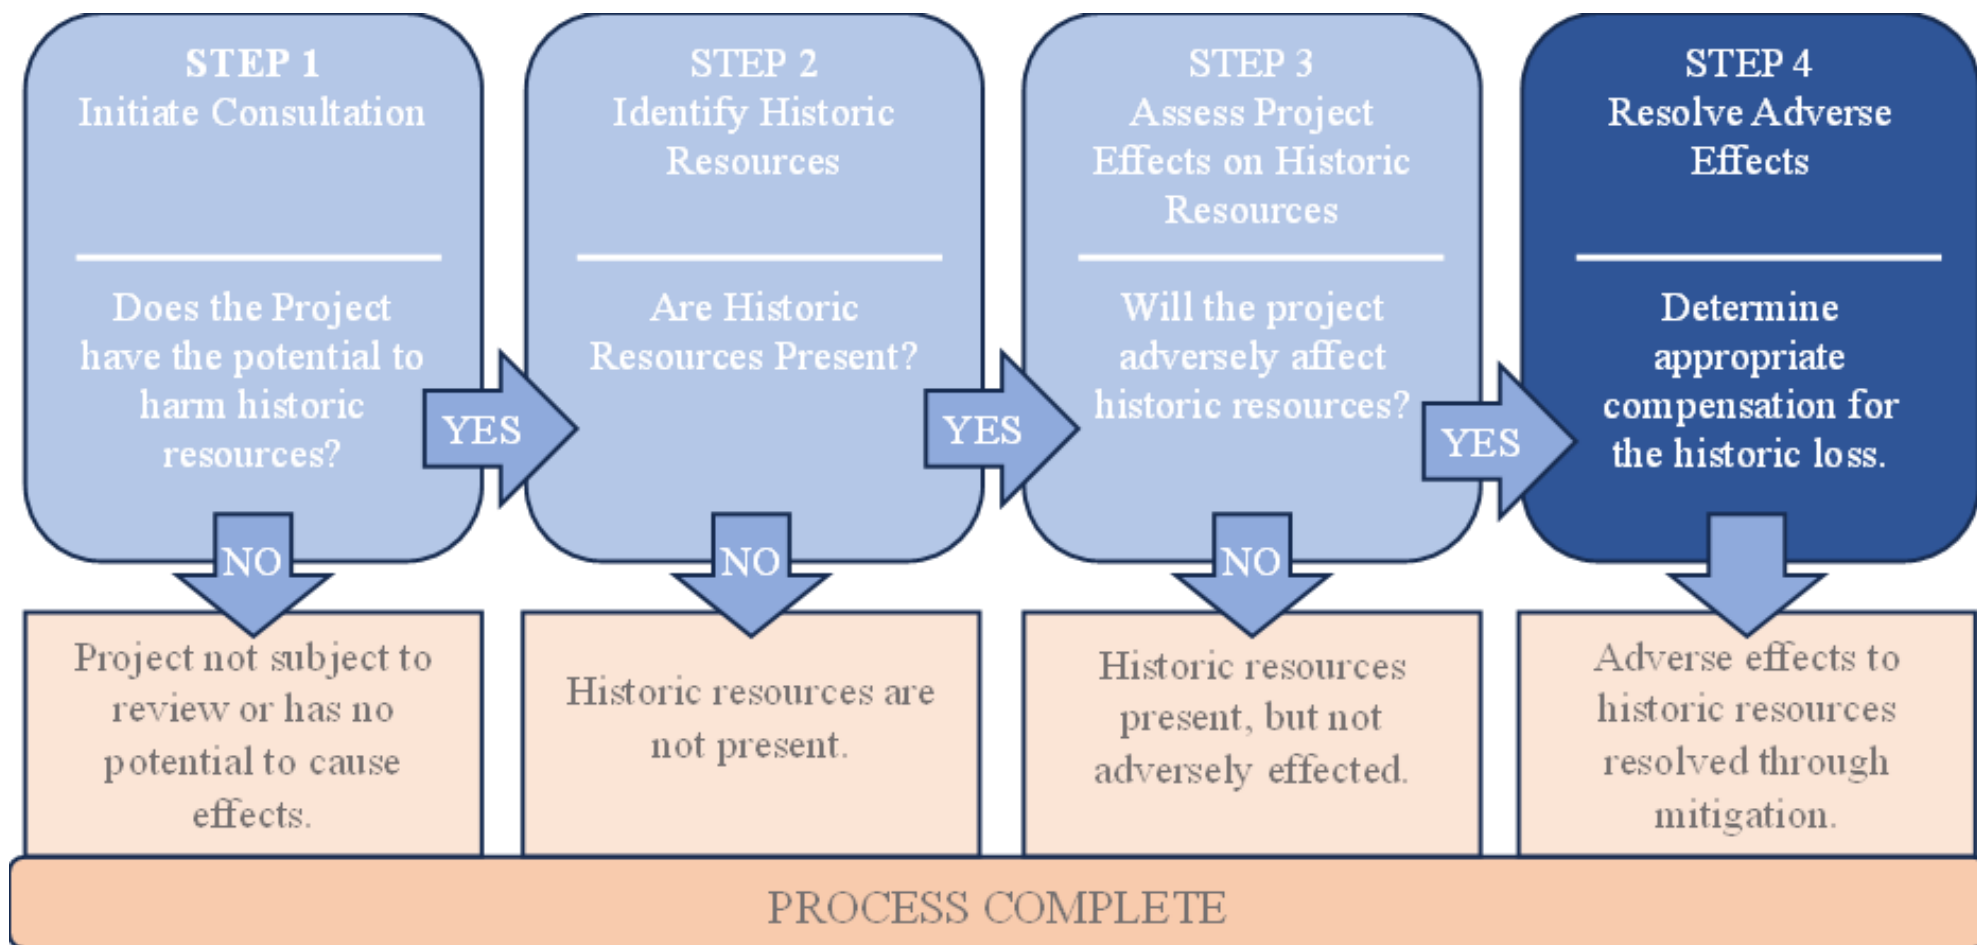 STEP 1
Initiate Consultation
Does the Project
have the potential to
harm historic
resources?
YES
NO
Project not subject to
review or has no
potential to cause
effects.
STEP 2
Identify Historic
Resources
Are Historic
Resources Present?
YES
NO
Historic resources are
not present.
STEP 3
Assess Project
Effects on Historic
Resources
Will the project
adversely affect
historic resources?
YES
NO
Historic resources
present, but not
adversely effected.
STEP 4
Resolve Adverse
Effects
Determine
appropriate
compensation for
the historic loss.
Adverse effects to
historic resources
resolved through
mitigation.
PROCESS COMPLETE